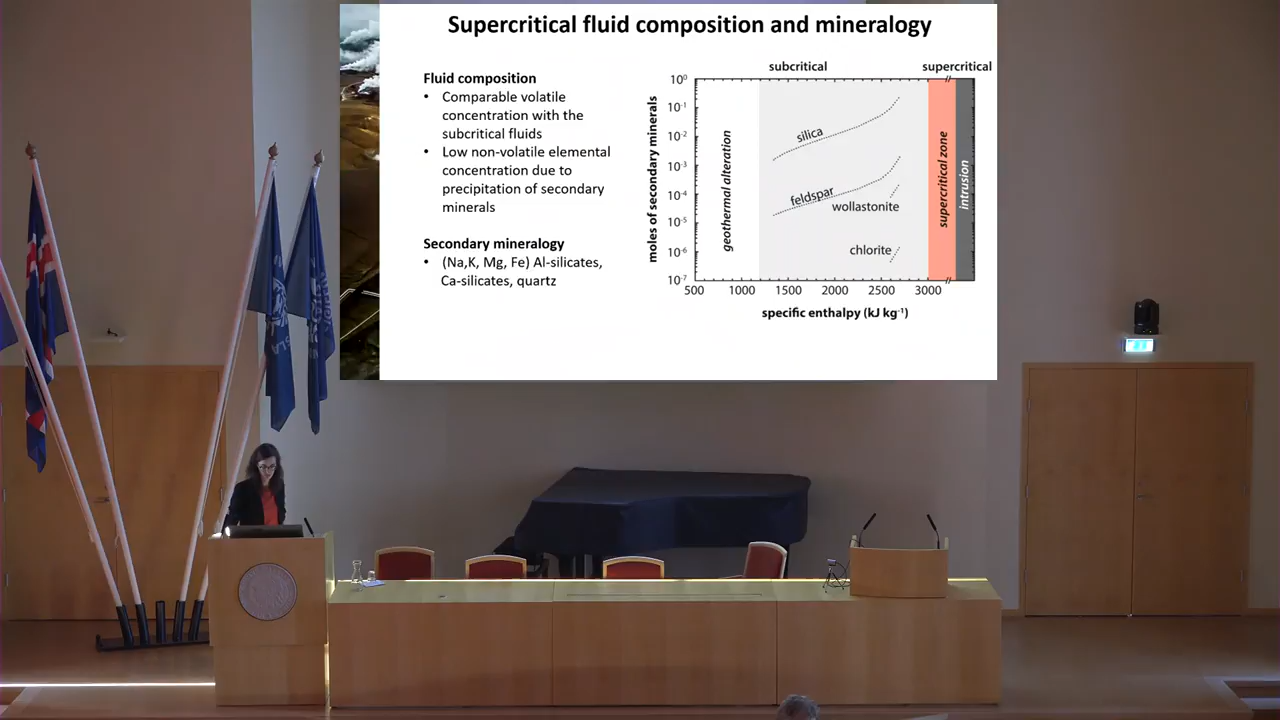 Supercritical fluid composition and mineralogy
Fluid composition
• Comparable volatile
concentration with the
subcritical fluids
• Low non-volatile elemental
concentration due to
precipitation of secondary
minerals
Secondary mineralogy
• (Na,K, Mg, Fe) Al-silicates,
Ca-silicates, quartz
subcritical
supercritical
moles of secondary minerals
10⁰
10⁻¹
10⁻²
10⁻³
10⁻⁴
10⁻⁵
10⁻⁶
10⁻⁷
geothermal alteration
silica
feldspar
wollastonite
chlorite
supercritical zone
intrusion
500 1000 1500 2000 2500 3000
specific enthalpy (kJ kg⁻¹)